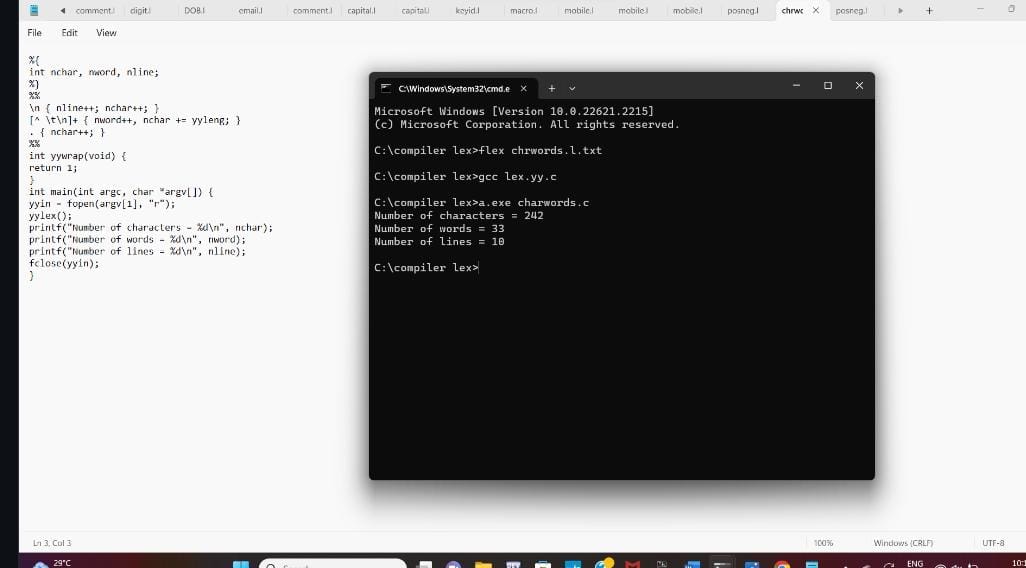 comment.l digit.l DOB.l email.l comment.l capital.l capital.l keyid.l macro.l mobile.l mobile.l mobile.l posneg.l chrwc posneg.l
File Edit View
%{
int nchar, nword, nline;
%}
%%
\n { nline++; nchar++; }
[^ \t\n]+ { nword++, nchar += yyleng; }
. { nchar++; }
%%
int yywrap(void) {
return 1;
}
int main(int argc, char *argv[]) {
yyin = fopen(argv[1], "r");
yylex();
printf("Number of characters = %d\n", nchar);
printf("Number of words = %d\n", nword);
printf("Number of lines = %d\n", nline);
fclose(yyin);
}
C:\Windows\System32\cmd.e
Microsoft Windows [Version 10.0.22621.2215]
(c) Microsoft Corporation. All rights reserved.
C:\compiler lex>flex chrwords.l.txt
C:\compiler lex>gcc lex.yy.c
C:\compiler lex>a.exe charwords.c
Number of characters = 242
Number of words = 33
Number of lines = 10
C:\compiler lex>
Ln 3, Col 3 100% Windows (CRLF) UTF-8
29°C ENG